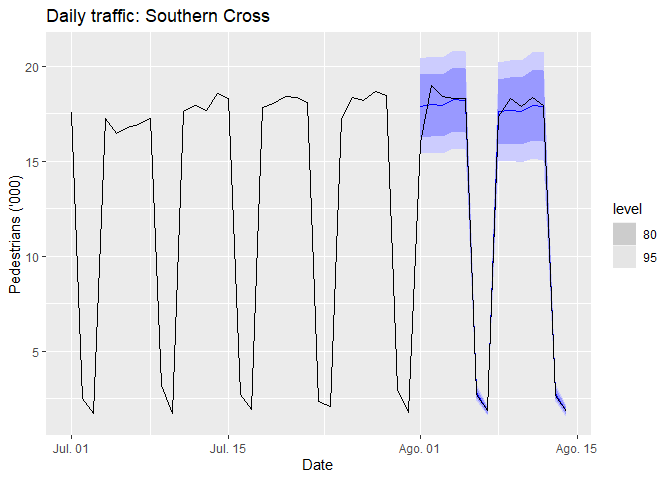 Daily traffic: Southern Cross
Pedestrians ('000)
20
15
10
5
Jul. 01
Jul. 15
Ago. 01
Ago. 15
Date
level
80
95